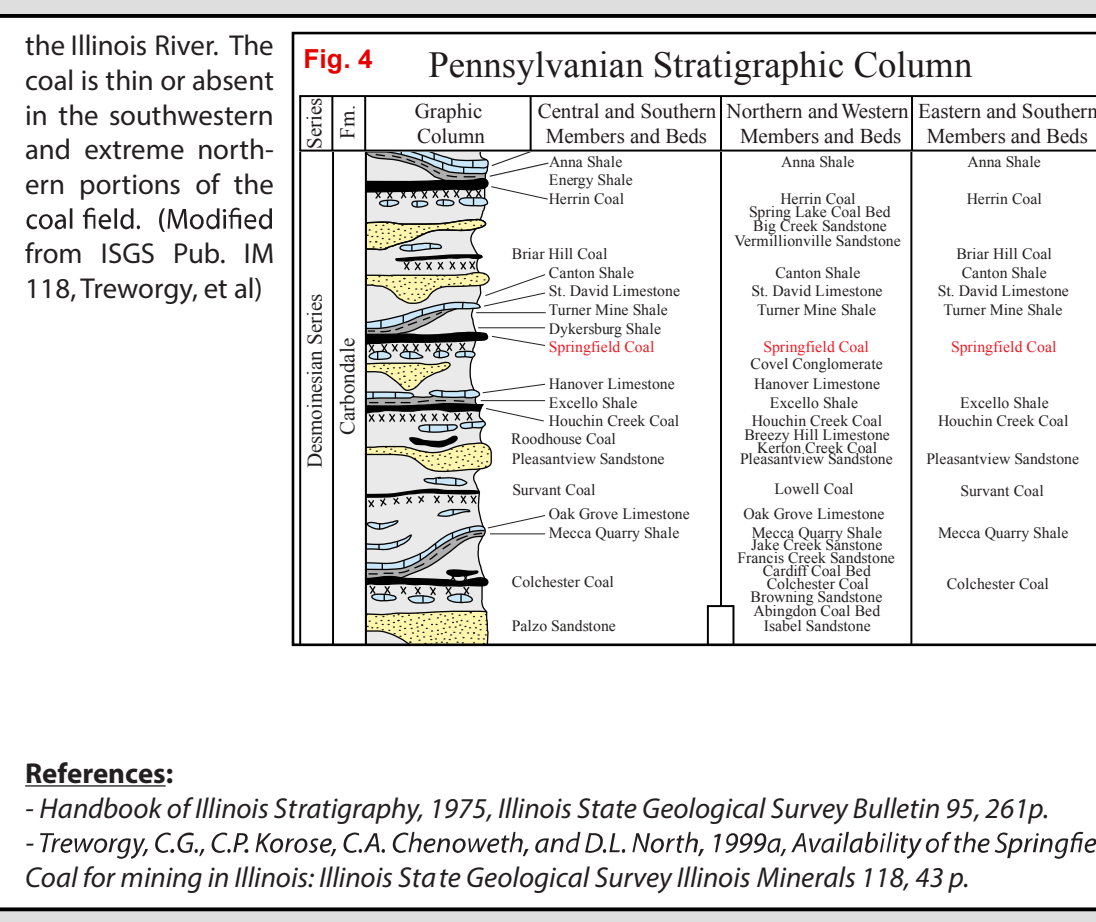 the Illinois River. The
coal is thin or absent
in the southwestern
and extreme north-
ern portions of the
coal field. (Modified
from ISGS Pub. IM
118, Treworgy, et al)
Fig. 4
Pennsylvanian Stratigraphic Column
Series
Fm.
Graphic
Column
Central and Southern
Members and Beds
Northern and Western
Members and Beds
Eastern and Southern
Members and Beds
Desmoinesian Series
Carbondale
Anna Shale
Energy Shale
Herrin Coal
Briar Hill Coal
Canton Shale
St. David Limestone
Turner Mine Shale
Dykersburg Shale
Springfield Coal
Hanover Limestone
Excello Shale
Houchin Creek Coal
Roodhouse Coal
Pleasantview Sandstone
Survant Coal
Oak Grove Limestone
Mecca Quarry Shale
Colchester Coal
Palzo Sandstone
Anna Shale
Herrin Coal
Spring Lake Coal Bed
Big Creek Sandstone
Vermillionville Sandstone
Canton Shale
St. David Limestone
Turner Mine Shale
Springfield Coal
Covel Conglomerate
Hanover Limestone
Excello Shale
Houchin Creek Coal
Breezy Hill Limestone
Kerton Creek Coal
Pleasantview Sandstone
Lowell Coal
Oak Grove Limestone
Mecca Quarry Shale
Jake Creek Sanstone
Francis Creek Sandstone
Cardiff Coal Bed
Colchester Coal
Browning Sandstone
Abingdon Coal Bed
Isabel Sandstone
Anna Shale
Herrin Coal
Briar Hill Coal
Canton Shale
St. David Limestone
Turner Mine Shale
Springfield Coal
Excello Shale
Houchin Creek Coal
Pleasantview Sandstone
Survant Coal
Mecca Quarry Shale
Colchester Coal
References:
- Handbook of Illinois Stratigraphy, 1975, Illinois State Geological Survey Bulletin 95, 261p.
- Treworgy, C.G., C.P. Korose, C.A. Chenoweth, and D.L. North, 1999a, Availability of the Springfie
Coal for mining in Illinois: Illinois State Geological Survey Illinois Minerals 118, 43 p.